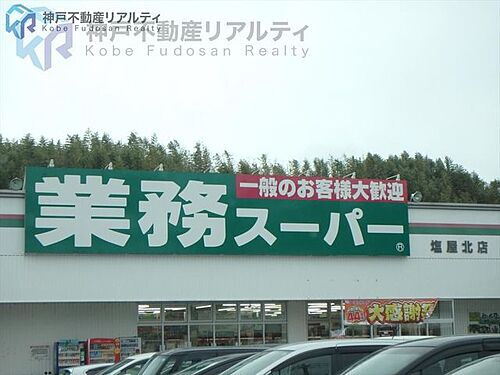 神戸不動産リアルティ
Kobe Fudosan Realty
神戸不動産リアルティ
Kobe Fudosan Realty
一般のお客様大歓迎
業務スーパー®
塩屋北店
大感謝!!